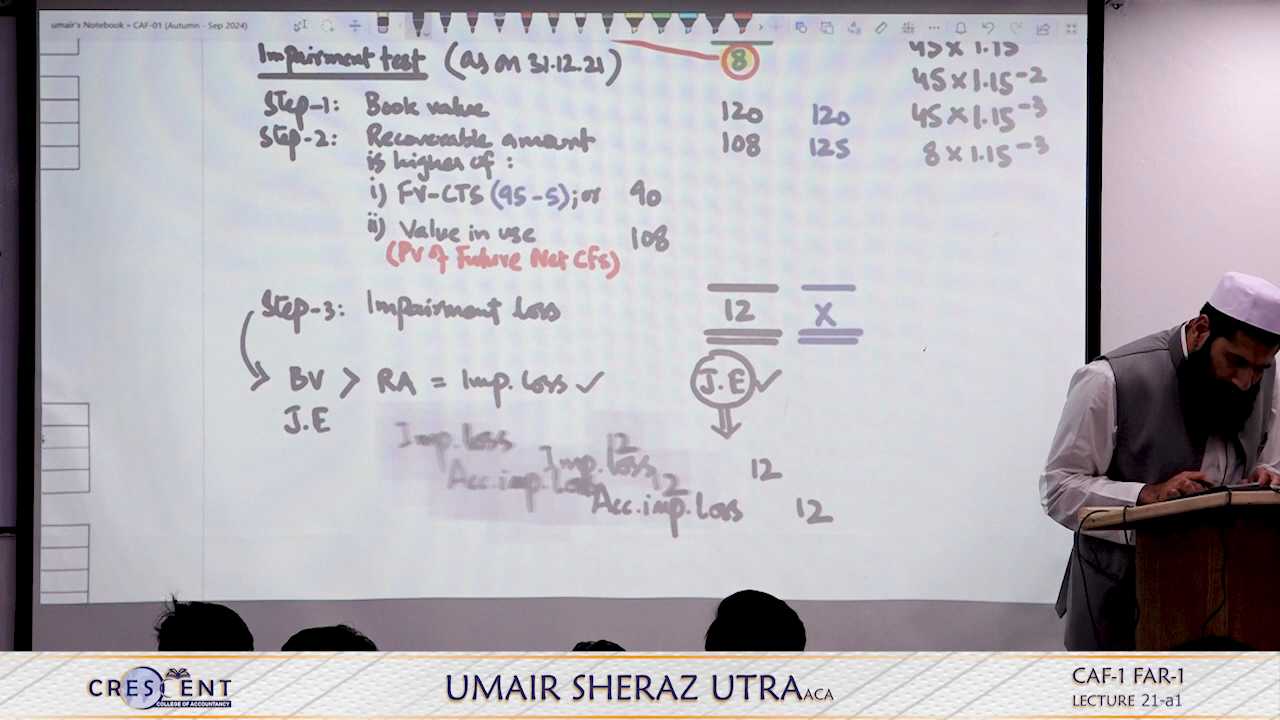 umair's Notebook > CAF-01 (Autumn - Sep 2024)
Impairment test (as on 31.12.21) 8
45 x 1.15-2
Step-1: Book value 120 120 45 x 1.15-3
Step-2: Recoverable amount 108 125 8 x 1.15-3
is higher of :
i) FV-CTS (95-5); or 90
ii) Value in use 108
(PV of Future Net CFs)
Step-3: Impairment loss 12 X
BV > RA = Imp. Loss ✓ J.E ✓
J.E
Imp. loss 12
Acc. imp. Loss 12
Imp. loss 12
Acc. imp. Loss 12
CRESCENT
COLLEGE OF ACCOUNTANCY
UMAIR SHERAZ UTRA ACA
CAF-1 FAR-1
LECTURE 21-a1